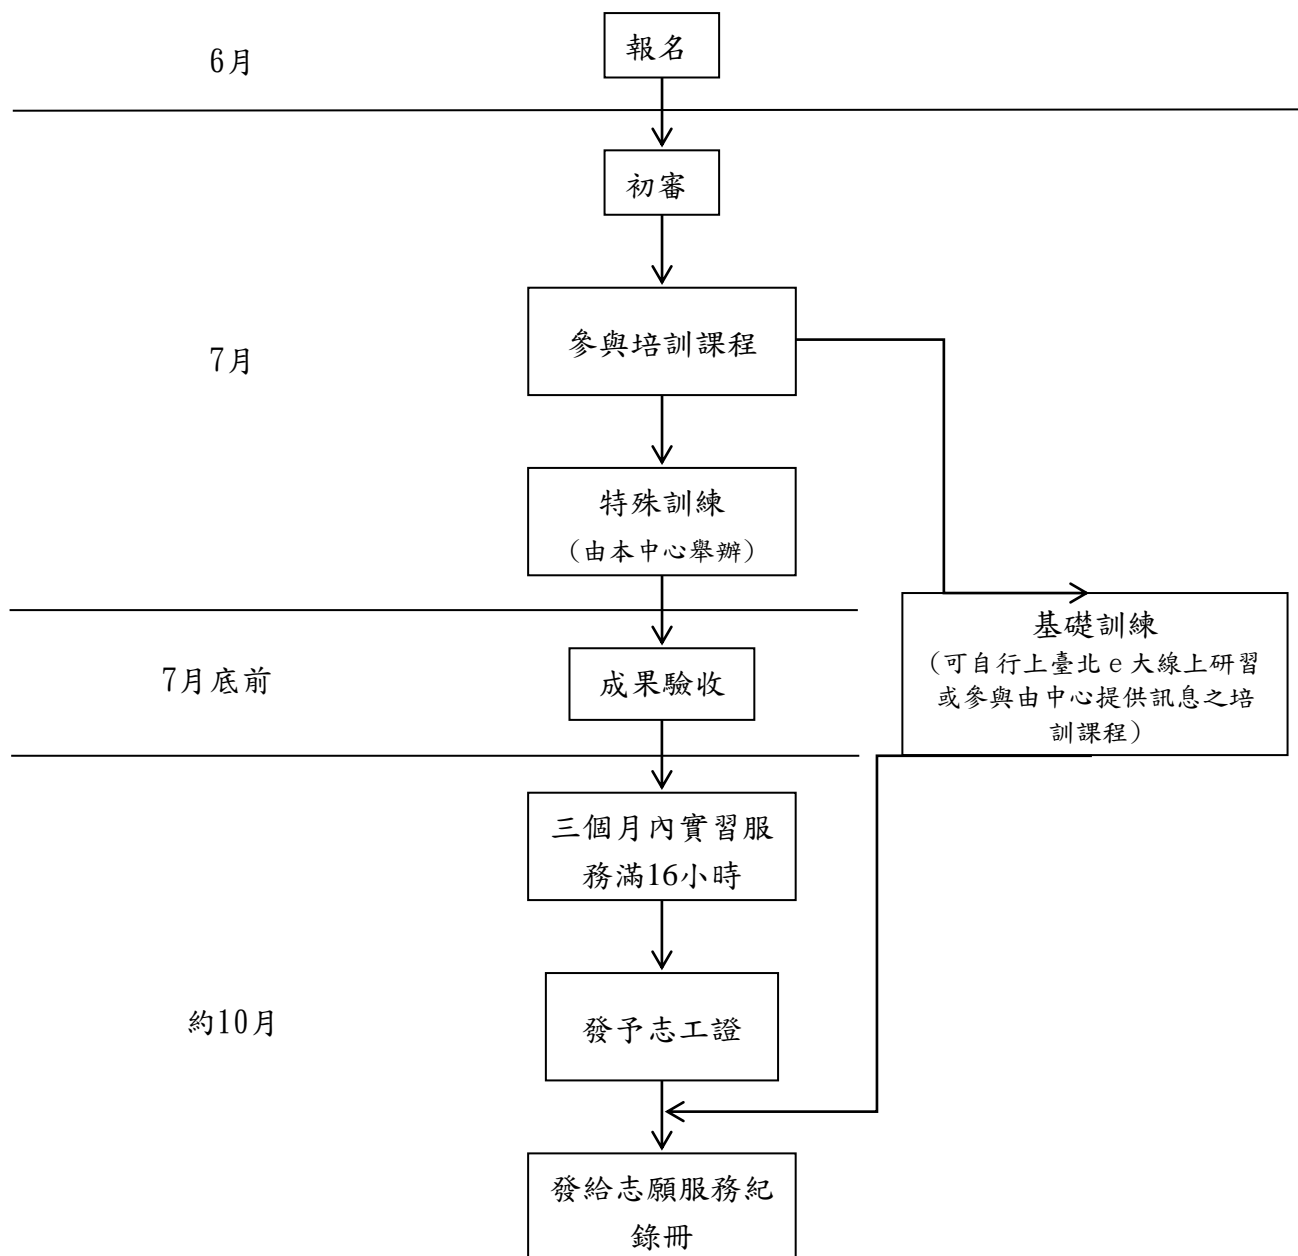 6月
報名
初審
7月
參與培訓課程
特殊訓練
（由本中心舉辦）
基礎訓練
（可自行上臺北 e 大線上研習
或參與由中心提供訊息之培
訓課程）
7月底前
成果驗收
三個月內實習服
務滿16小時
約10月
發予志工證
發給志願服務紀
錄冊